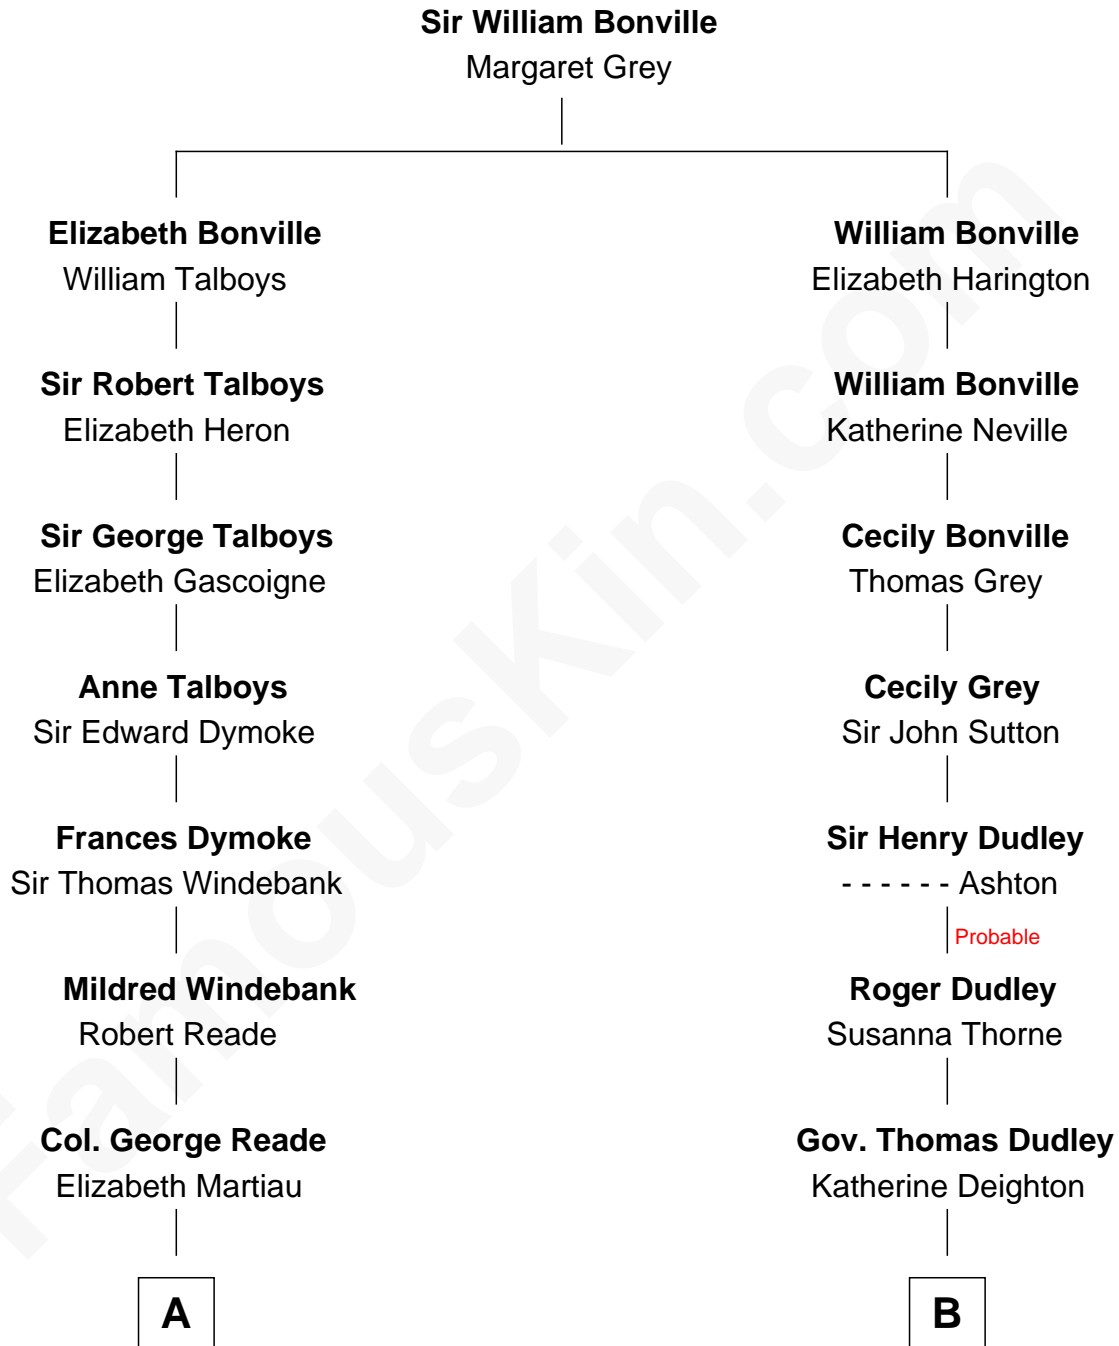 Sir William Bonville
Margaret Grey
Elizabeth Bonville
William Talboys
Sir Robert Talboys
Elizabeth Heron
Sir George Talboys
Elizabeth Gascoigne
Anne Talboys
Sir Edward Dymoke
Frances Dymoke
Sir Thomas Windebank
Mildred Windebank
Robert Reade
Col. George Reade
Elizabeth Martiau
A
William Bonville
Elizabeth Harington
William Bonville
Katherine Neville
Cecily Bonville
Thomas Grey
Cecily Grey
Sir John Sutton
Sir Henry Dudley
- - - - - - Ashton
Probable
Roger Dudley
Susanna Thorne
Gov. Thomas Dudley
Katherine Deighton
B
FamousKin.com